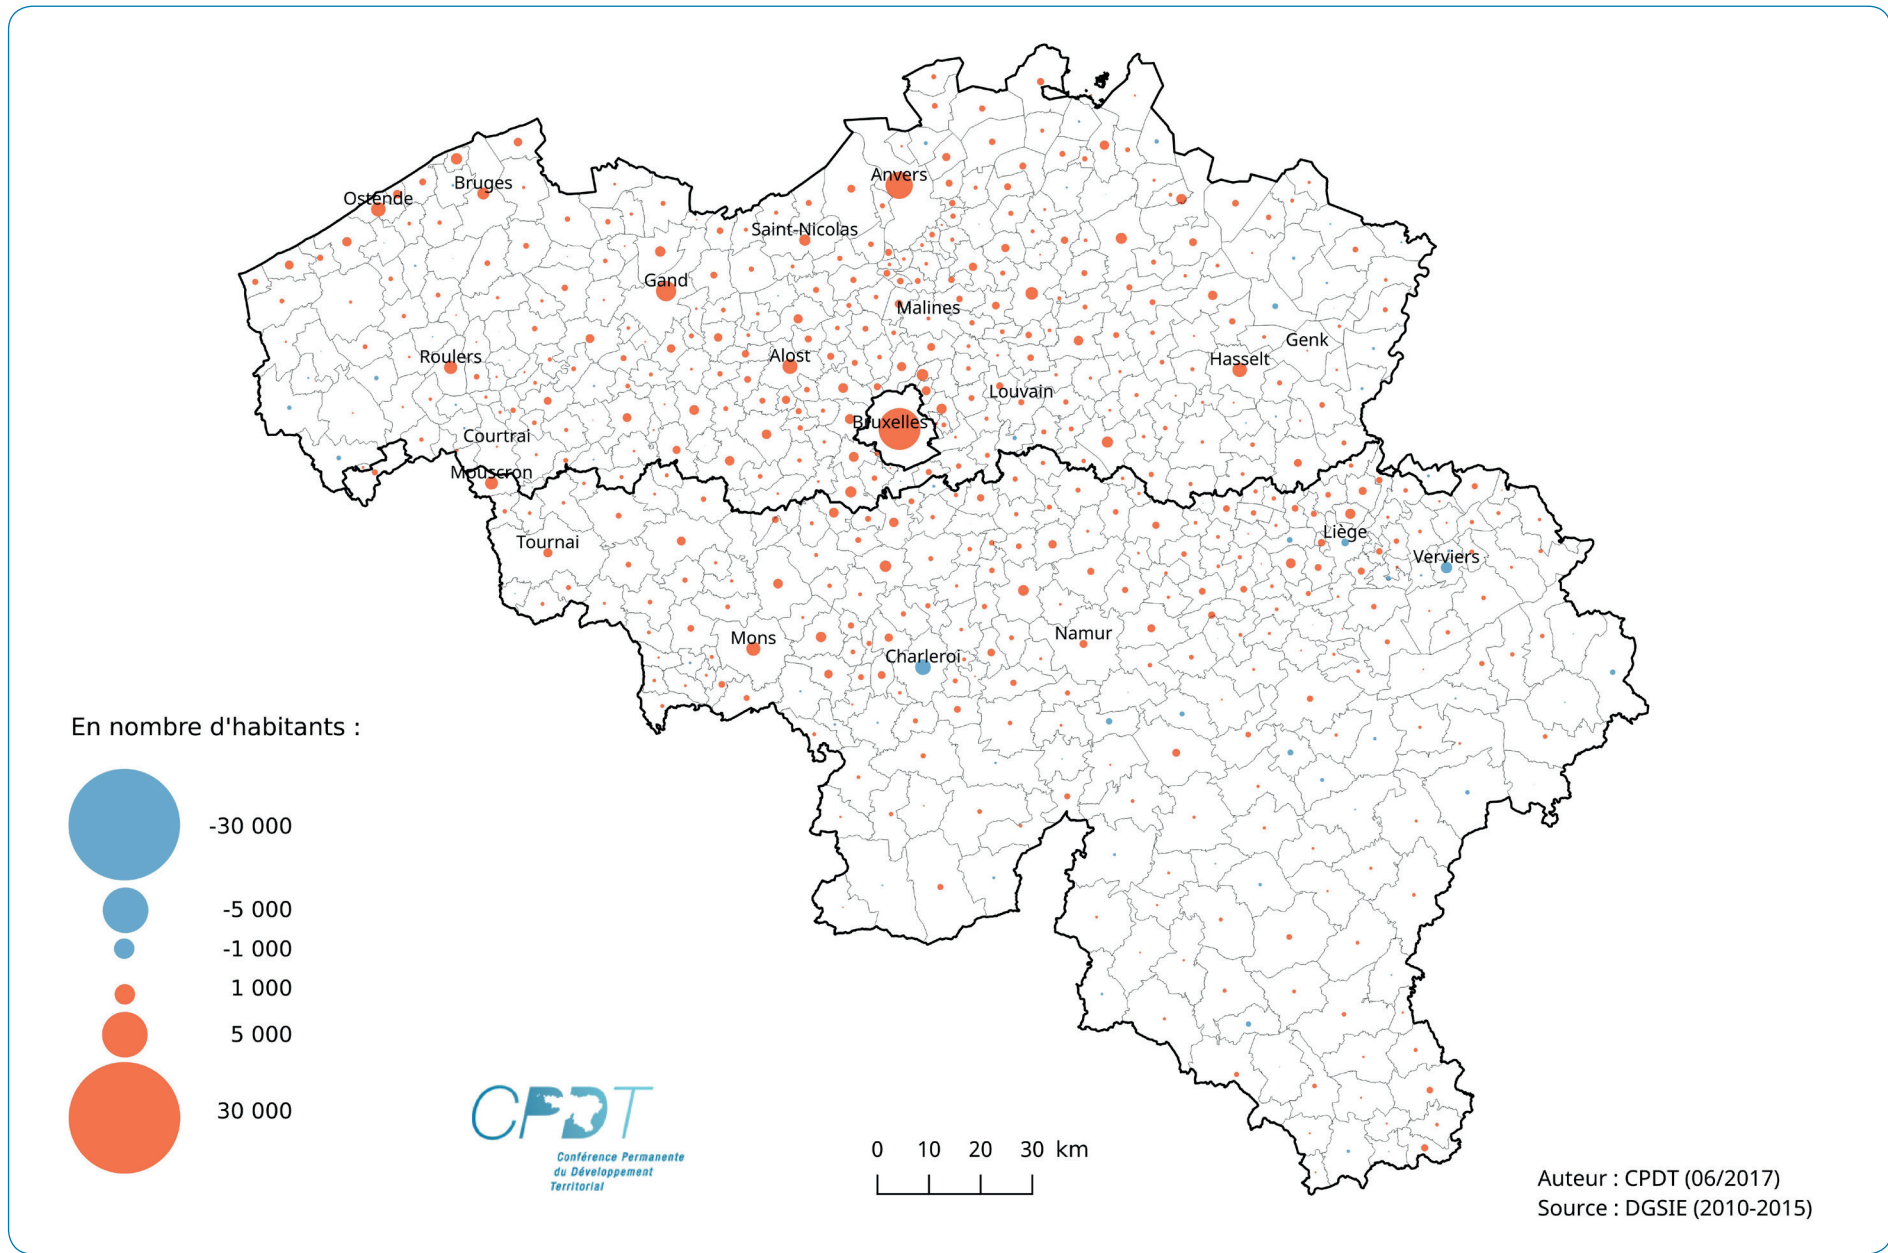 Anvers
Bruges
Ostende
Saint-Nicolas
Gand
Malines
Genk
Roulers
Alost
Hasselt
Louvain
Bruxelles
Courtrai
Mouscron
Liège
Tournai
Verviers
Mons
Namur
Charleroi
En nombre d'habitants :
-30 000
-5 000
-1 000
1 000
5 000
30 000
CPDT
Conférence Permanente
du Développement
Territorial
0 10 20 30 km
Auteur : CPDT (06/2017)
Source : DGSIE (2010-2015)